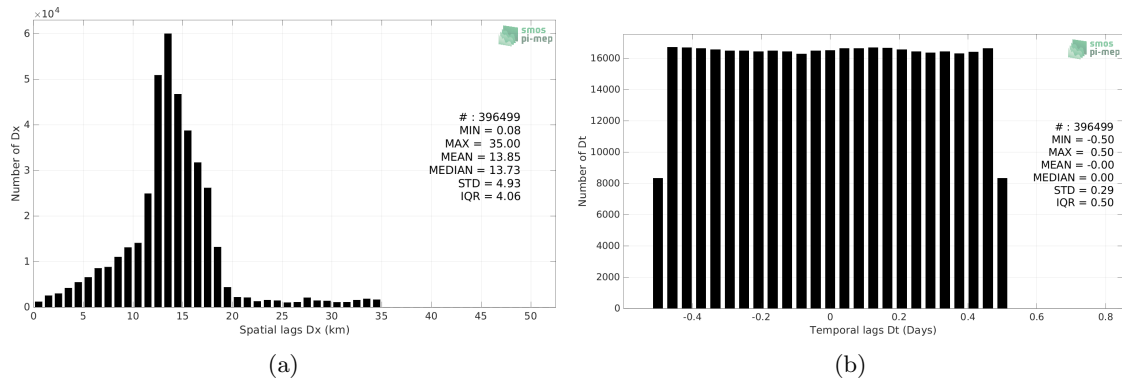 ×10⁴
6
5
4
3
2
1
0
Number of Dx
smos
pi-mep
# : 396499
MIN = 0.08
MAX = 35.00
MEAN = 13.85
MEDIAN = 13.73
STD = 4.93
IQR = 4.06
0 5 10 15 20 25 30 35 40 45 50
Spatial lags Dx (km)
(a)
16000
14000
12000
10000
8000
6000
4000
2000
0
Number of Dt
smos
pi-mep
# : 396499
MIN = -0.50
MAX = 0.50
MEAN = -0.00
MEDIAN = 0.00
STD = 0.29
IQR = 0.50
-0.4 -0.2 0 0.2 0.4 0.6 0.8
Temporal lags Dt (Days)
(b)